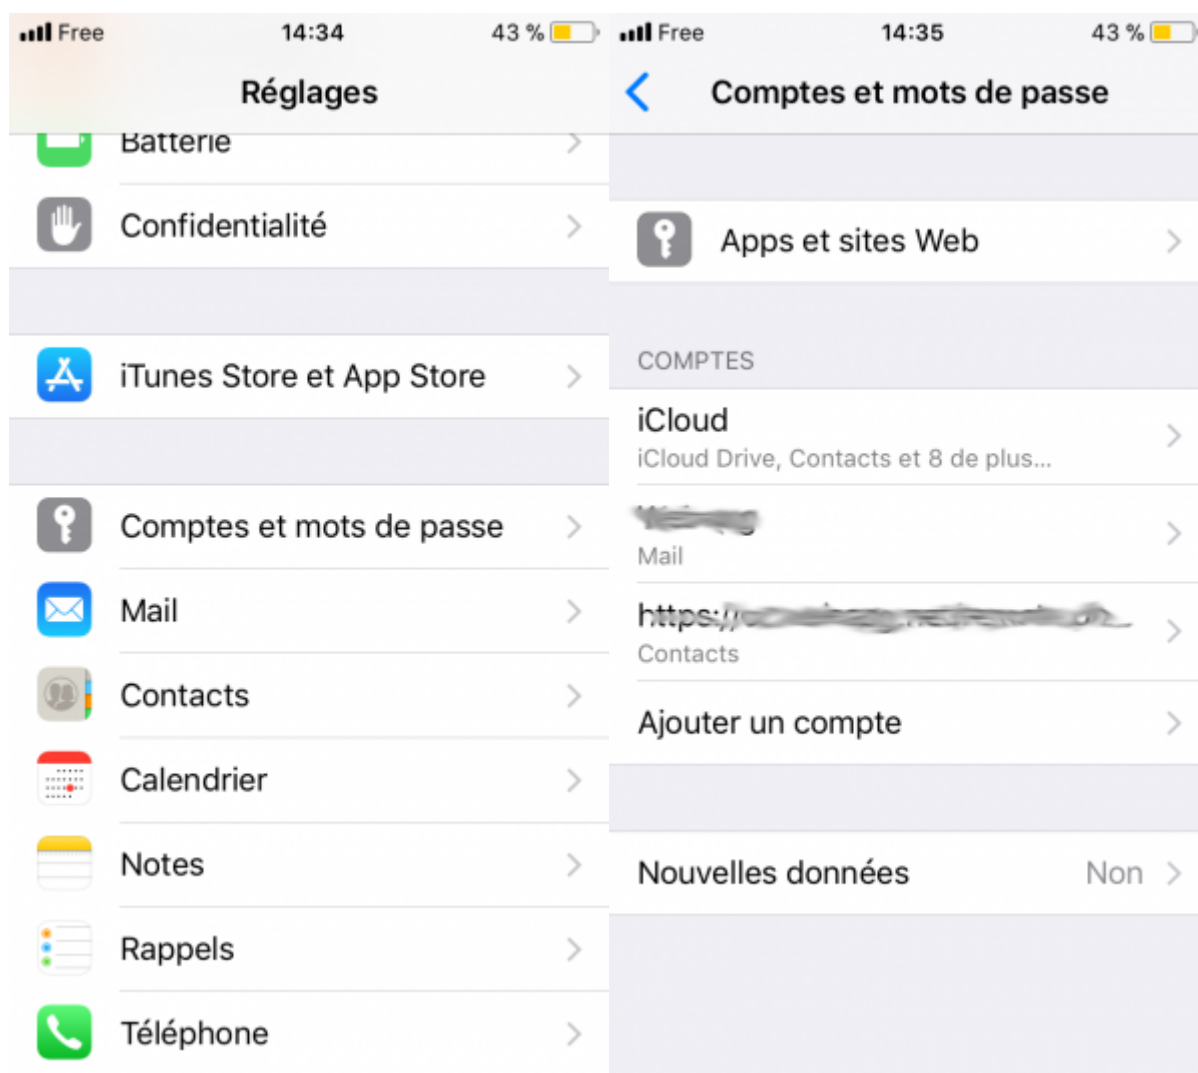 Free 14:34 43 %
Réglages
Batterie
Confidentialité
iTunes Store et App Store
Comptes et mots de passe
Mail
Contacts
Calendrier
Notes
Rappels
Téléphone
Free 14:35 43 %
Comptes et mots de passe
Apps et sites Web
COMPTES
iCloud
iCloud Drive, Contacts et 8 de plus...
Mail
https://
Contacts
Ajouter un compte
Nouvelles données Non